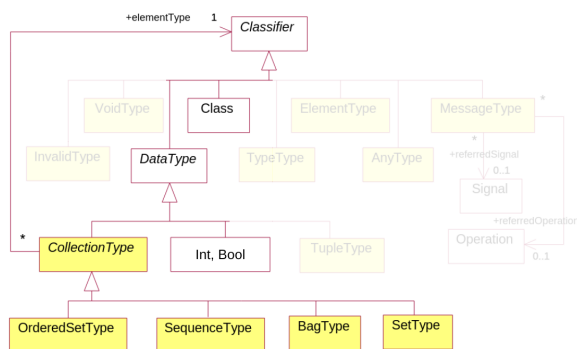 +elementType 1
Classifier
VoidType
Class
ElementType
MessageType
*
*
InvalidType
DataType
TypeType
AnyType
+referredSignal
0..1
Signal
+referredOperation
*
CollectionType
Int, Bool
TupleType
Operation
0..1
OrderedSetType
SequenceType
BagType
SetType